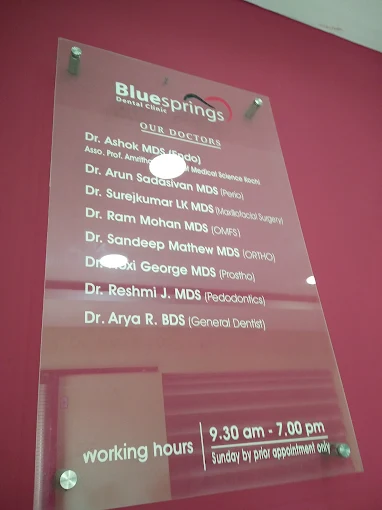 Bluesprings
Dental Clinic
OUR DOCTORS
Dr. Ashok MDS (Endo)
Asso. Prof. Medical Science Kochi
Dr. Arun Sadasivan MDS (Perio)
Dr. Surejkumar LK MDS (Maxillofacial Surgery)
Dr. Ram Mohan MDS (OMFS)
Dr. Sandeep Mathew MDS (ORTHO)
Dr. George MDS (Prostho)
Dr. Reshmi J. MDS (Pedodontics)
Dr. Arya R. BDS (General Dentist)
working hours
9.30 am - 7.00 pm
Sunday by prior appointment only